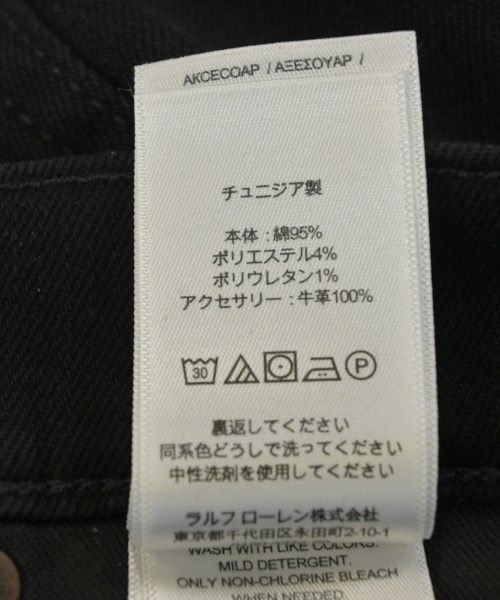 АКСЕСОАР / ΑΞΕΣΟΥΑΡ /
チュニジア製
本体 : 綿95%
ポリエステル4%
ポリウレタン1%
アクセサリー : 牛革100%
30 P
裏返してください
同系色どうしで洗ってください
中性洗剤を使用してください
ラルフ ローレン株式会社
東京都千代田区永田町2-10-1
WASH WITH LIKE COLORS.
MILD DETERGENT.
ONLY NON-CHLORINE BLEACH
WHEN NEEDED.